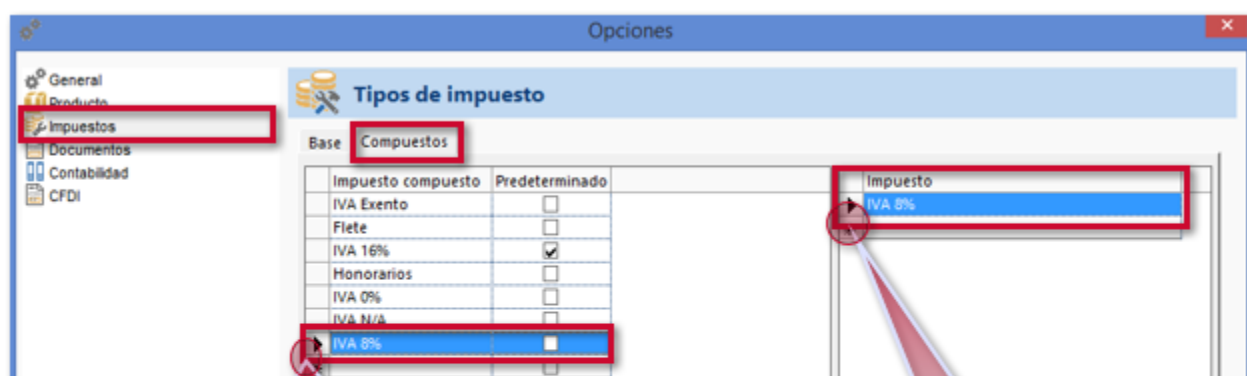 Opciones
General
Producto
Impuestos
Documentos
Contabilidad
CFDI
Tipos de impuesto
Base Compuestos
Impuesto compuesto Predeterminado
IVA Exento
Flete
IVA 16%
Honorarios
IVA 0%
IVA N/A
IVA 8%
Impuesto
IVA 8%